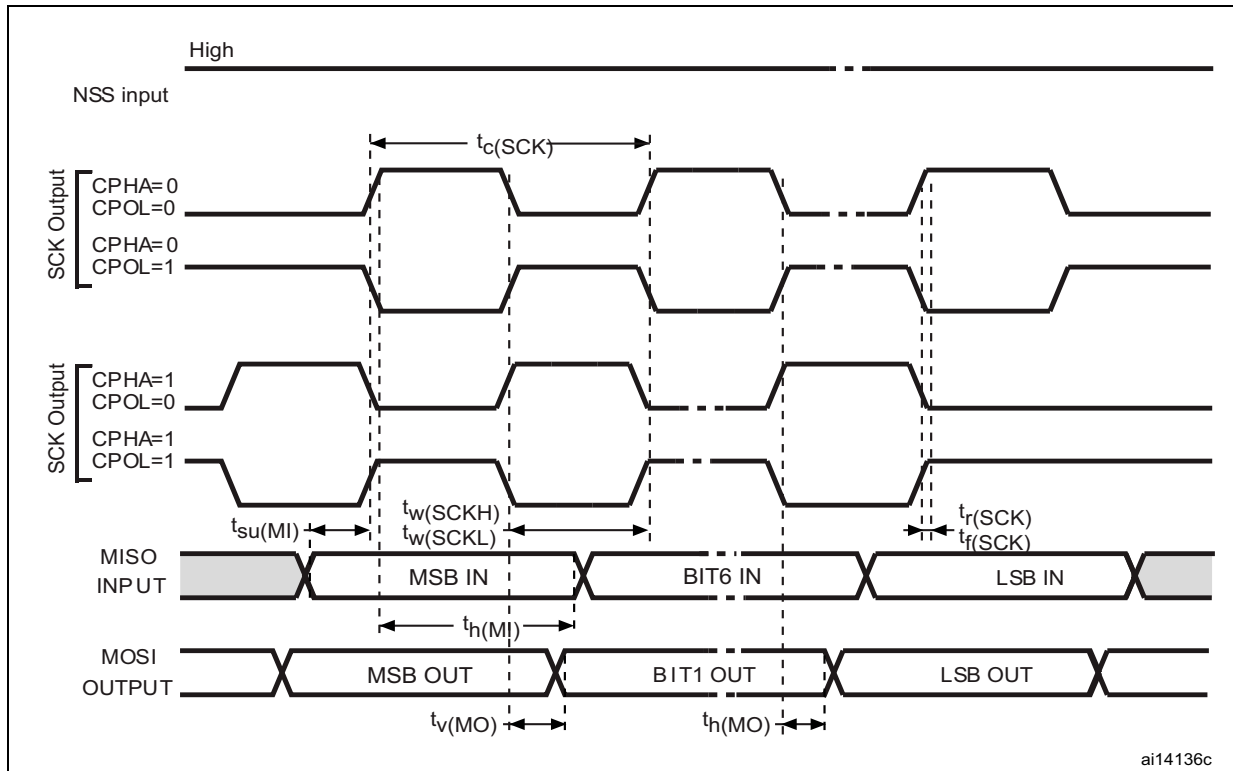 High
NSS input
tc(SCK)
SCK Output
CPHA=0
CPOL=0
CPHA=0
CPOL=1
SCK Output
CPHA=1
CPOL=0
CPHA=1
CPOL=1
tsu(MI)
tw(SCKH)
tw(SCKL)
tr(SCK)
tf(SCK)
MISO
INPUT
MSB IN
BIT6 IN
LSB IN
th(MI)
MOSI
OUTPUT
MSB OUT
BIT1 OUT
LSB OUT
tv(MO)
th(MO)
ai14136c